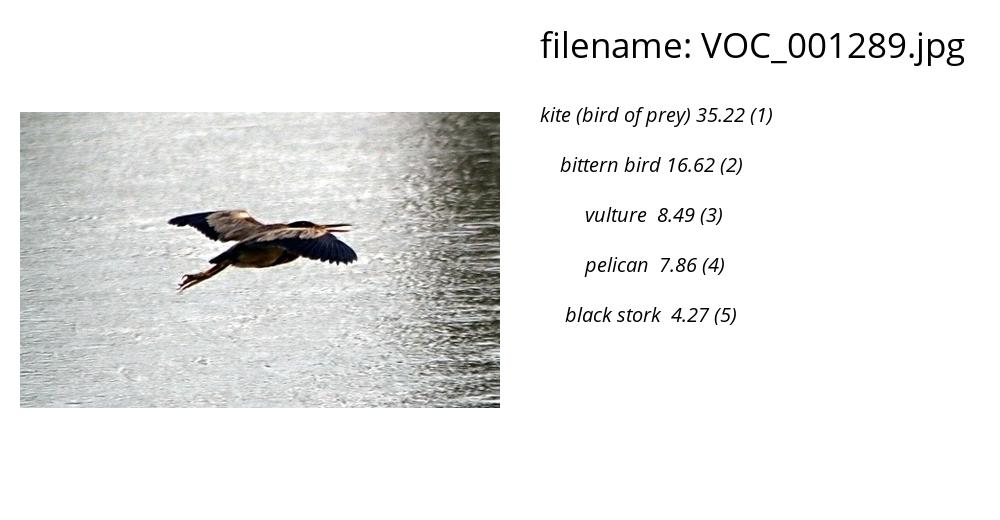 filename: VOC_001289.jpg
kite (bird of prey) 35.22 (1)
bittern bird 16.62 (2)
vulture  8.49 (3)
pelican  7.86 (4)
black stork  4.27 (5)